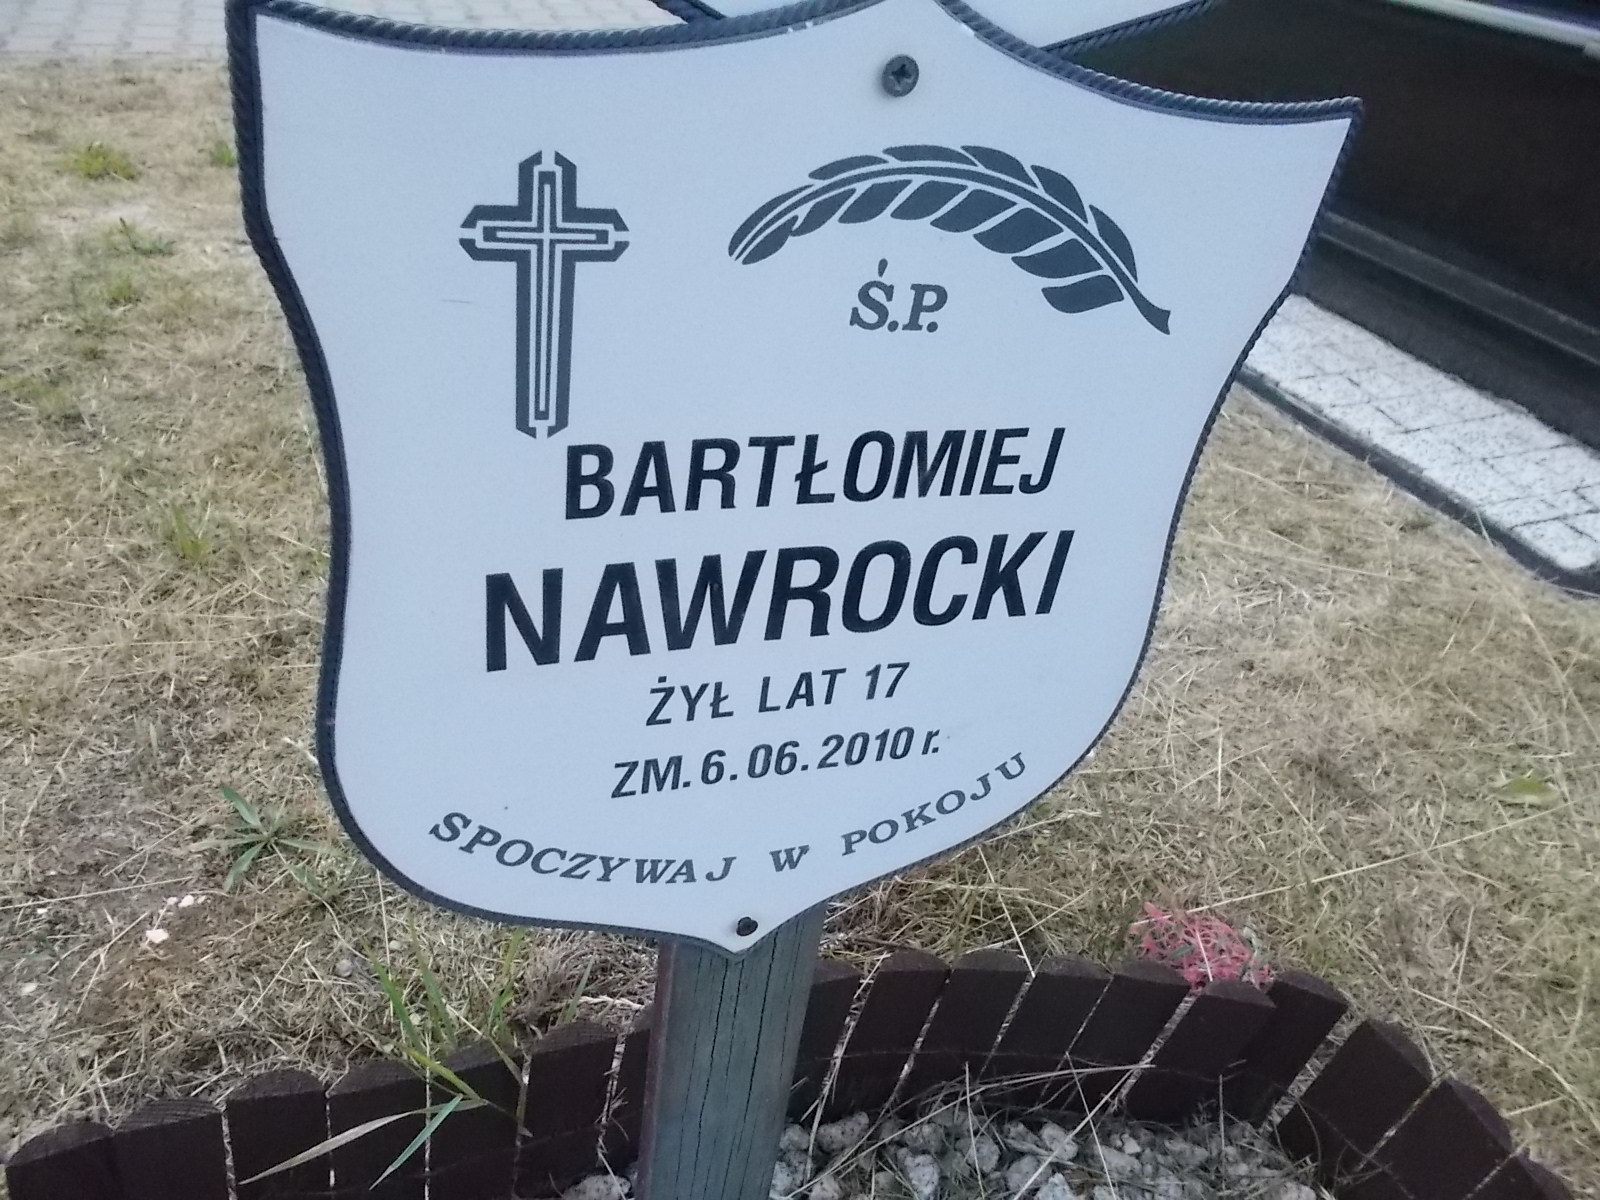 Ś.P.
BARTŁOMIEJ
NAWROCKI
ŻYŁ LAT 17
ZM. 6.06.2010 r.
SPOCZYWAJ W POKOJU